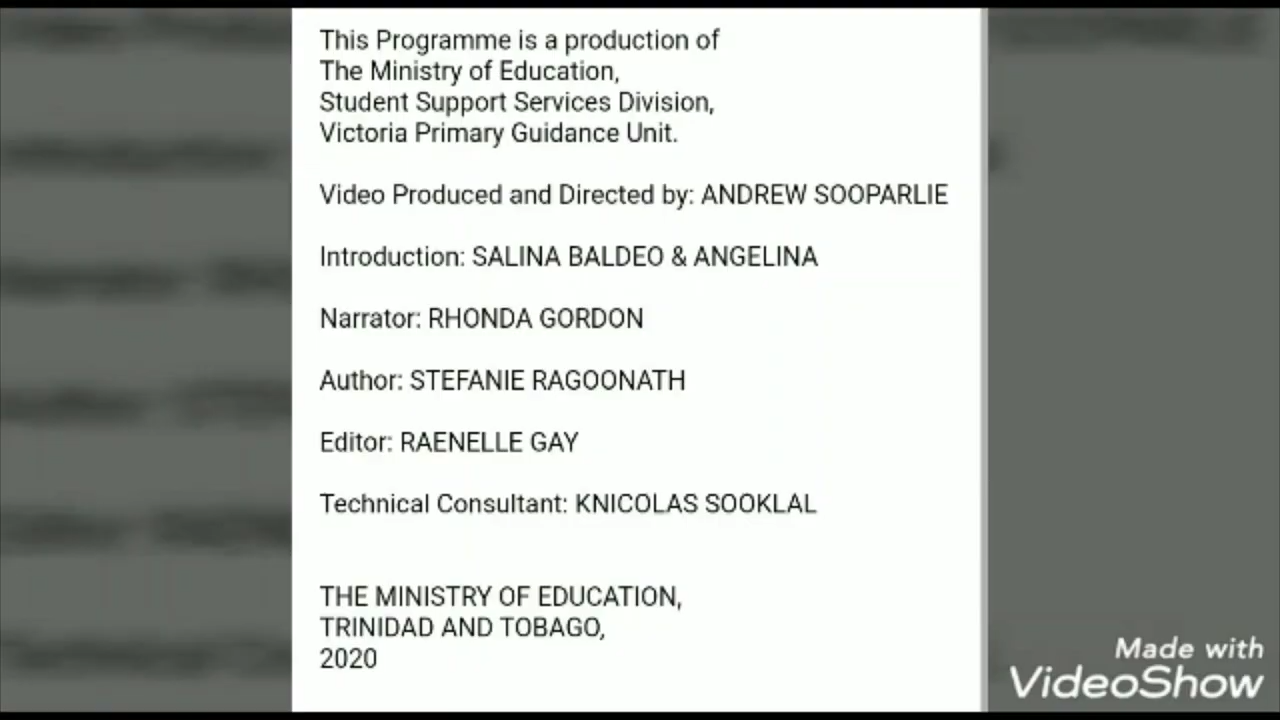 This Programme is a production of
The Ministry of Education,
Student Support Services Division,
Victoria Primary Guidance Unit.
Video Produced and Directed by: ANDREW SOOPARLIE
Introduction: SALINA BALDEO & ANGELINA
Narrator: RHONDA GORDON
Author: STEFANIE RAGOONATH
Editor: RAENELLE GAY
Technical Consultant: KNICOLAS SOOKLAL
THE MINISTRY OF EDUCATION,
TRINIDAD AND TOBAGO,
2020
Made with
VideoShow